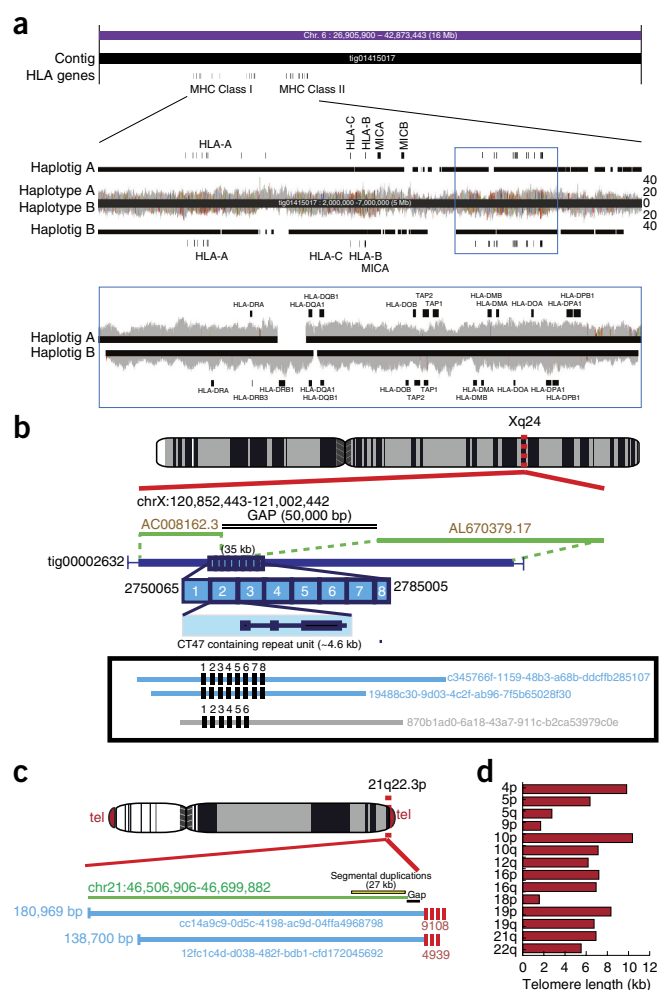 a
Chr. 6 : 26,905,900 – 42,873,443 (16 Mb)
Contig
tig01415017
HLA genes
MHC Class I
MHC Class II
HLA-A
HLA-C
HLA-B
MICA
MICB
Haplotig A
Haplotype A
Haplotype B
Haplotig B
tig01415017 : 2,000,000 -7,000,000 (5 Mb)
40
20
0
20
40
HLA-A
HLA-C
HLA-B
MICA
HLA-DRA
HLA-DQB1
HLA-DQA1
HLA-DOB
TAP2
TAP1
HLA-DMB
HLA-DMA
HLA-DOA
HLA-DPB1
HLA-DPA1
Haplotig A
Haplotig B
HLA-DRA
HLA-DRB3
HLA-DRB1
HLA-DQA1
HLA-DQB1
HLA-DOB
TAP2
TAP1
HLA-DMA
HLA-DMB
HLA-DOA
HLA-DPA1
HLA-DPB1
b
Xq24
chrX:120,852,443-121,002,442
AC008162.3
GAP (50,000 bp)
AL670379.17
tig00002632
(35 kb)
2750065
1 2 3 4 5 6 7 8
2785005
CT47 containing repeat unit (~4.6 kb)
1 2 3 4 5 6 7 8
c345766f-1159-48b3-a68b-ddcffb285107
19488c30-9d03-4c2f-ab96-7f5b65028f30
1 2 3 4 5 6
870b1ad0-6a18-43a7-911c-b2ca53979c0e
c
21q22.3p
tel
tel
chr21:46,506,906-46,699,882
Segmental duplications
(27 kb)
Gap
180,969 bp
cc14a9c9-0d5c-4198-ac9d-04ffa4968798
9108
138,700 bp
12fc1c4d-d038-482f-bdb1-cfd172045692
4939
d
4p
5p
5q
9p
10p
10q
12q
16p
16q
18p
19p
19q
21q
22q
0 2 4 6 8 10 12
Telomere length (kb)